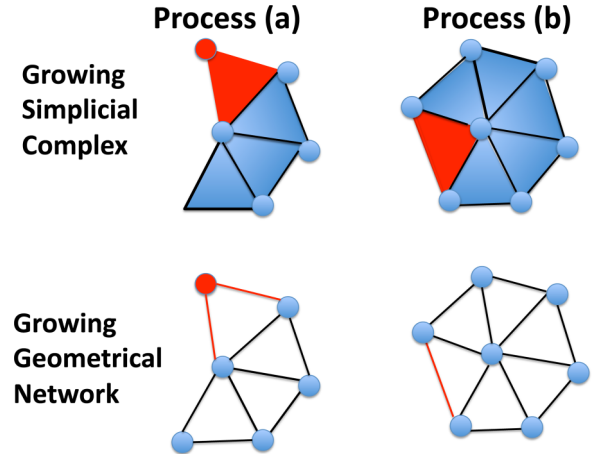 Process (a)
Process (b)
Growing
Simplicial
Complex
Growing
Geometrical
Network